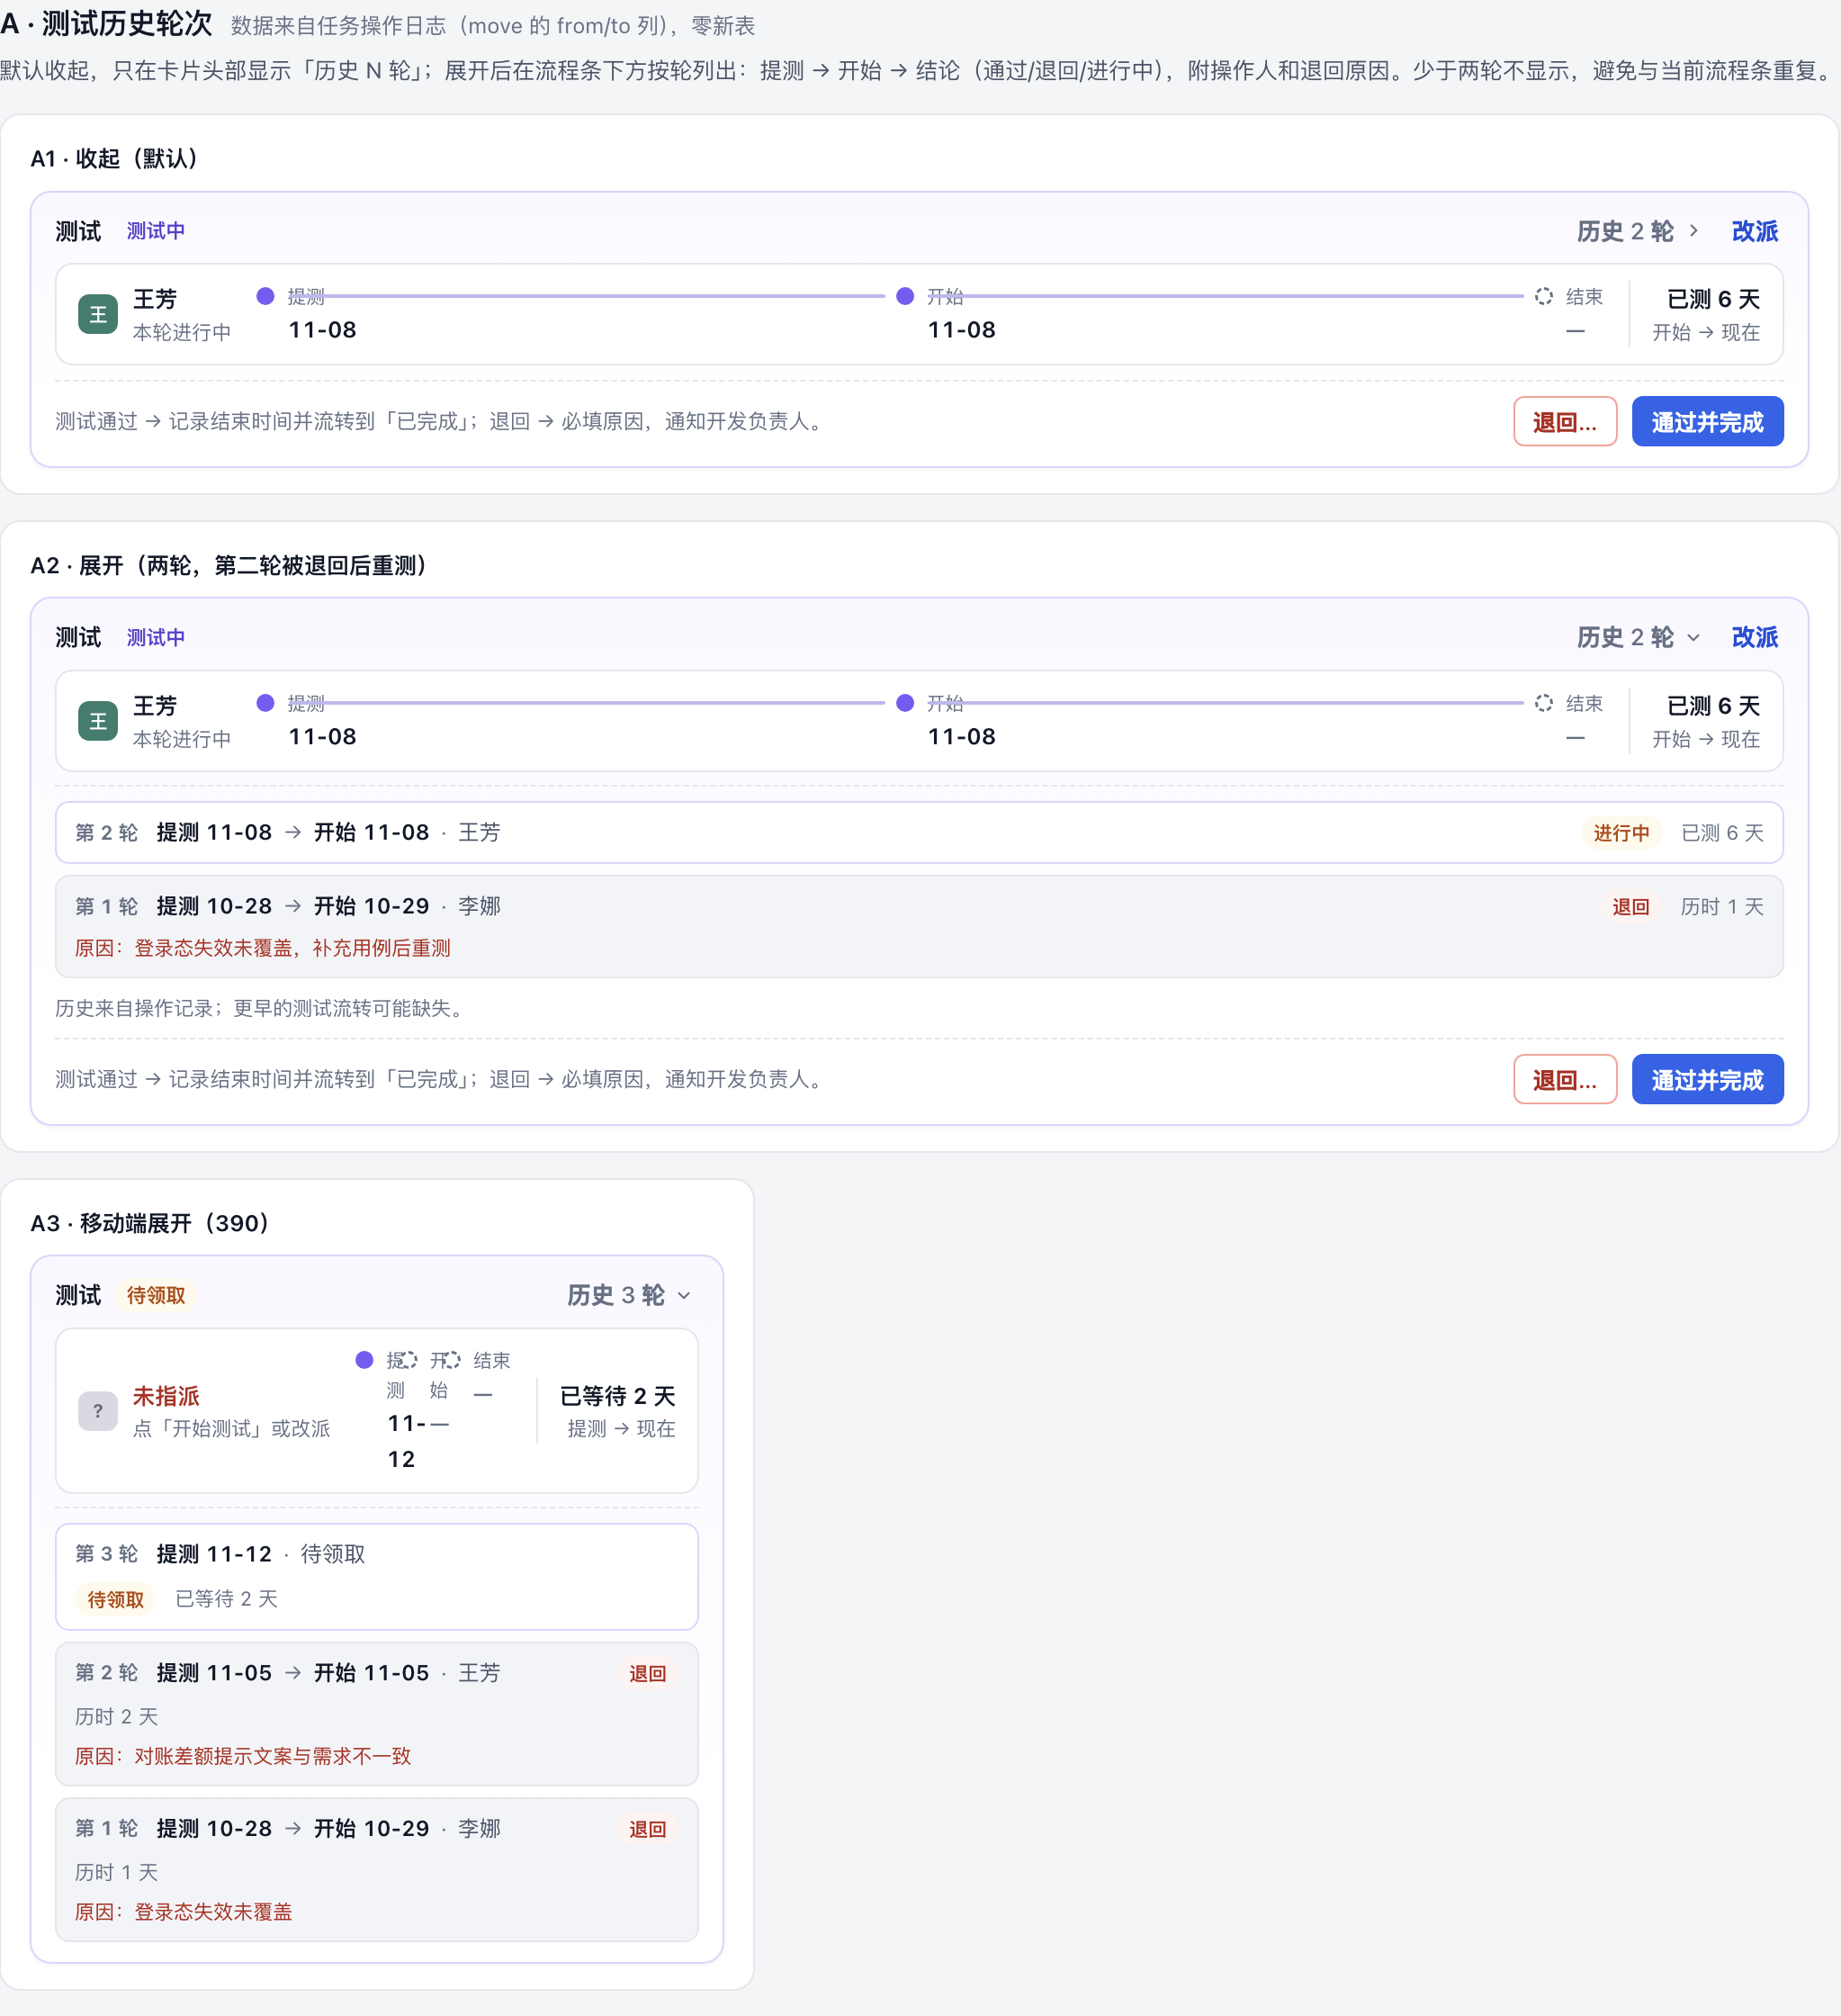 A · 测试历史轮次 数据来自任务操作日志（move 的 from/to 列），零新表
默认收起，只在卡片头部显示「历史 N 轮」；展开后在流程条下方按轮列出：提测 → 开始 → 结论（通过/退回/进行中），附操作人和退回原因。少于两轮不显示，避免与当前流程条重复。
A1 · 收起（默认）
测试 测试中 历史 2 轮 › 改派
王 王芳 提测 开始 结束 已测 6 天
本轮进行中 11-08 11-08 — 开始 → 现在
测试通过 → 记录结束时间并流转到「已完成」；退回 → 必填原因，通知开发负责人。 退回... 通过并完成
A2 · 展开（两轮，第二轮被退回后重测）
测试 测试中 历史 2 轮 改派
王 王芳 提测 开始 结束 已测 6 天
本轮进行中 11-08 11-08 — 开始 → 现在
第 2 轮 提测 11-08 → 开始 11-08 · 王芳 进行中 已测 6 天
第 1 轮 提测 10-28 → 开始 10-29 · 李娜 退回 历时 1 天
原因：登录态失效未覆盖，补充用例后重测
历史来自操作记录；更早的测试流转可能缺失。
测试通过 → 记录结束时间并流转到「已完成」；退回 → 必填原因，通知开发负责人。 退回... 通过并完成
A3 · 移动端展开（390）
测试 待领取 历史 3 轮
提 开 结束
测 始 —
? 未指派 已等待 2 天
点「开始测试」或改派 11- — 提测 → 现在
12
第 3 轮 提测 11-12 · 待领取
待领取 已等待 2 天
第 2 轮 提测 11-05 → 开始 11-05 · 王芳 退回
历时 2 天
原因：对账差额提示文案与需求不一致
第 1 轮 提测 10-28 → 开始 10-29 · 李娜 退回
历时 1 天
原因：登录态失效未覆盖